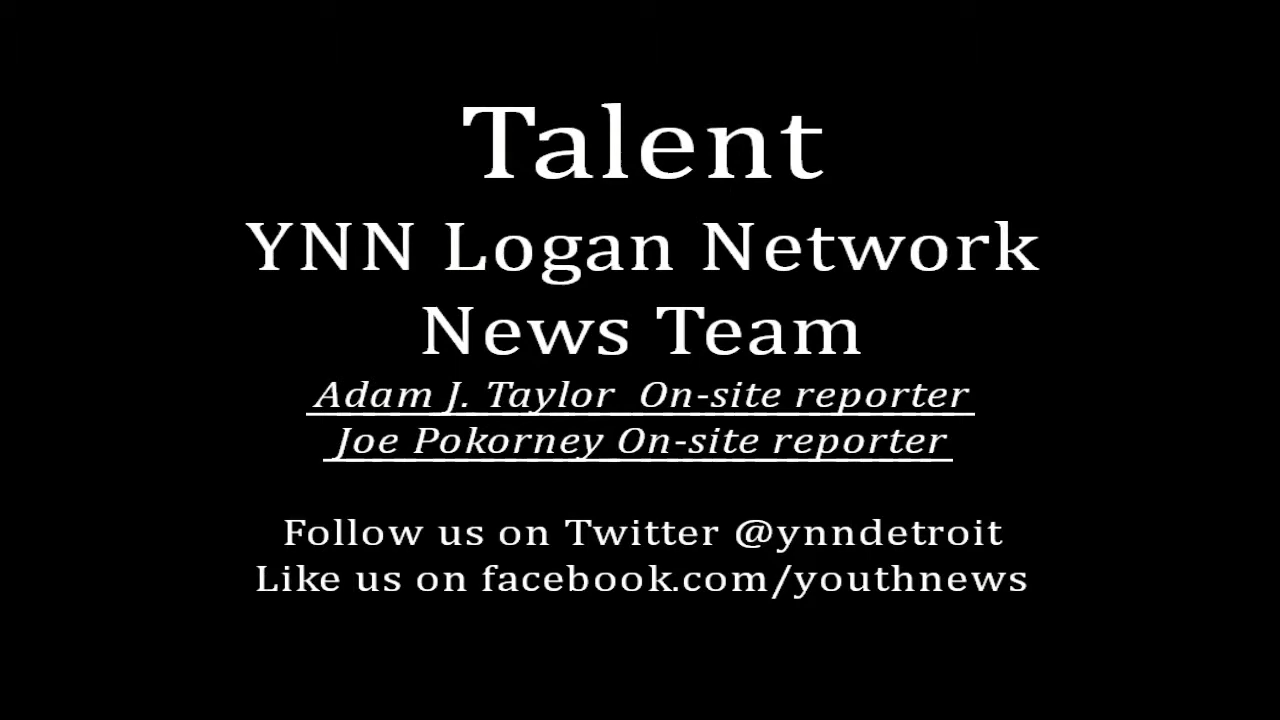 Talent
YNN Logan Network
News Team
Adam J. Taylor  On-site reporter
Joe Pokorney On-site reporter
Follow us on Twitter @ynndetroit
Like us on facebook.com/youthnews